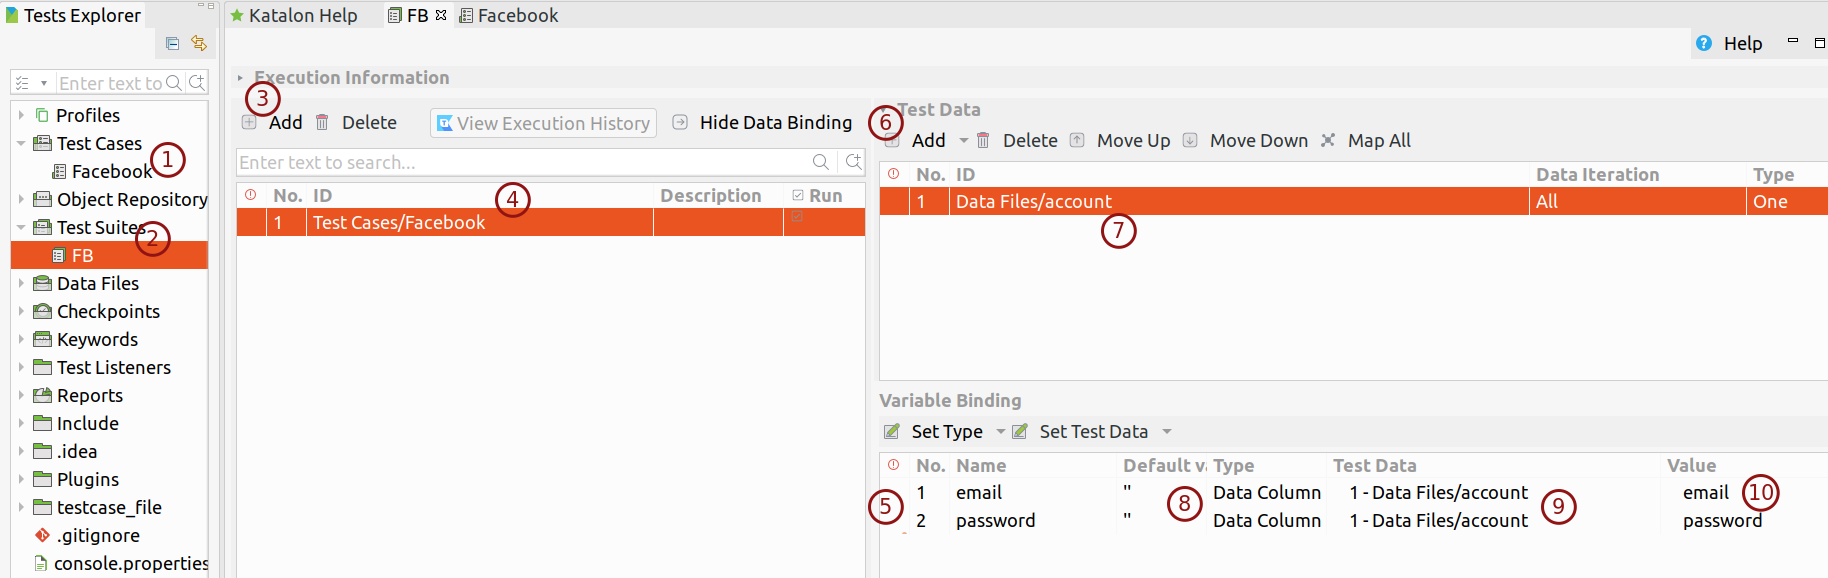 Tests Explorer
Katalon Help
FB
Facebook
Help
Enter text to
Profiles
Test Cases
1
Facebook
Object Repository
Test Suites
2
FB
Data Files
Checkpoints
Keywords
Test Listeners
Reports
Include
.idea
Plugins
testcase_file
.gitignore
console.properties
Execution Information
3
Add Delete View Execution History Hide Data Binding
Enter text to search...
No. ID Description Run
4
1 Test Cases/Facebook
Test Data
6
Add Delete Move Up Move Down Map All
No. ID Data Iteration Type
1 Data Files/account All One
7
Variable Binding
Set Type Set Test Data
No. Name Default v Type Test Data Value
1 email '' Data Column 1 - Data Files/account email
5 8 9 10
2 password '' Data Column 1 - Data Files/account password